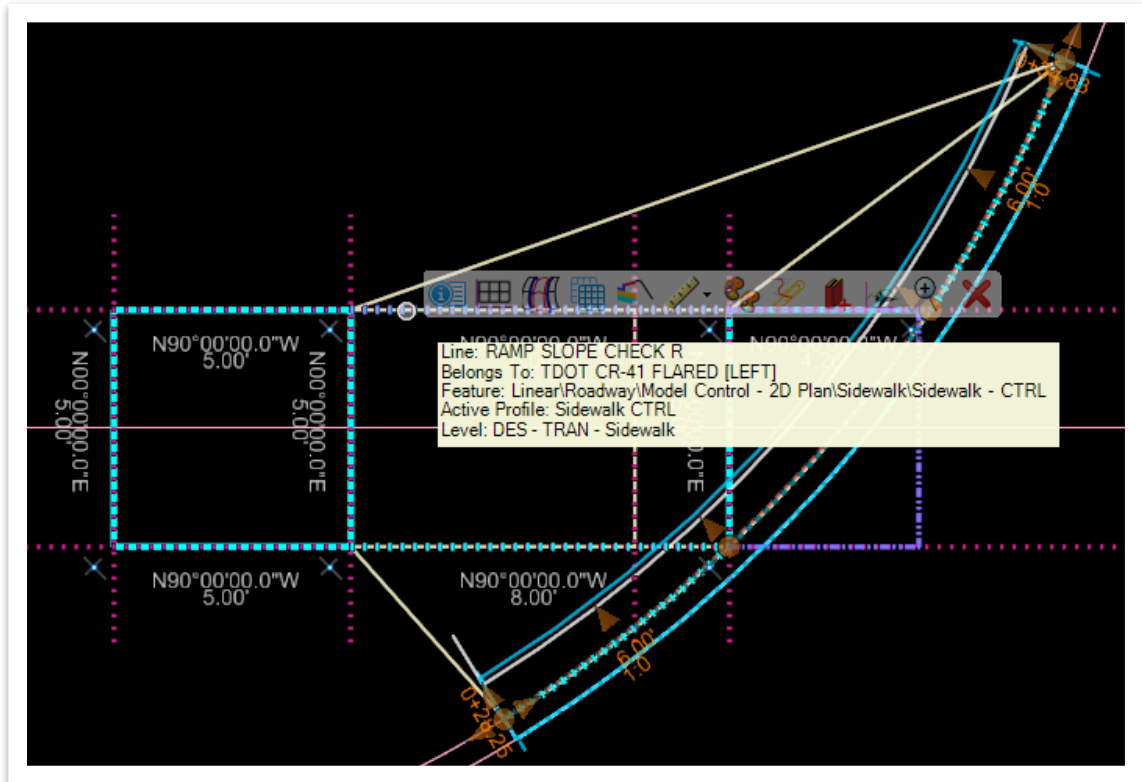 0+34.83
6.00'
1:0
N90°00'00.0"W
5.00'
N00°00'00.0"E
5.00'
N00°00'00.0"E
5.00'
Line: RAMP SLOPE CHECK R
Belongs To: TDOT CR-41 FLARED [LEFT]
Feature: Linear\Roadway\Model Control - 2D Plan\Sidewalk\Sidewalk - CTRL
Active Profile: Sidewalk CTRL
Level: DES - TRAN - Sidewalk
N90°00'00.0"W
5.00'
N90°00'00.0"W
8.00'
6.00'
1:0
0+28.25